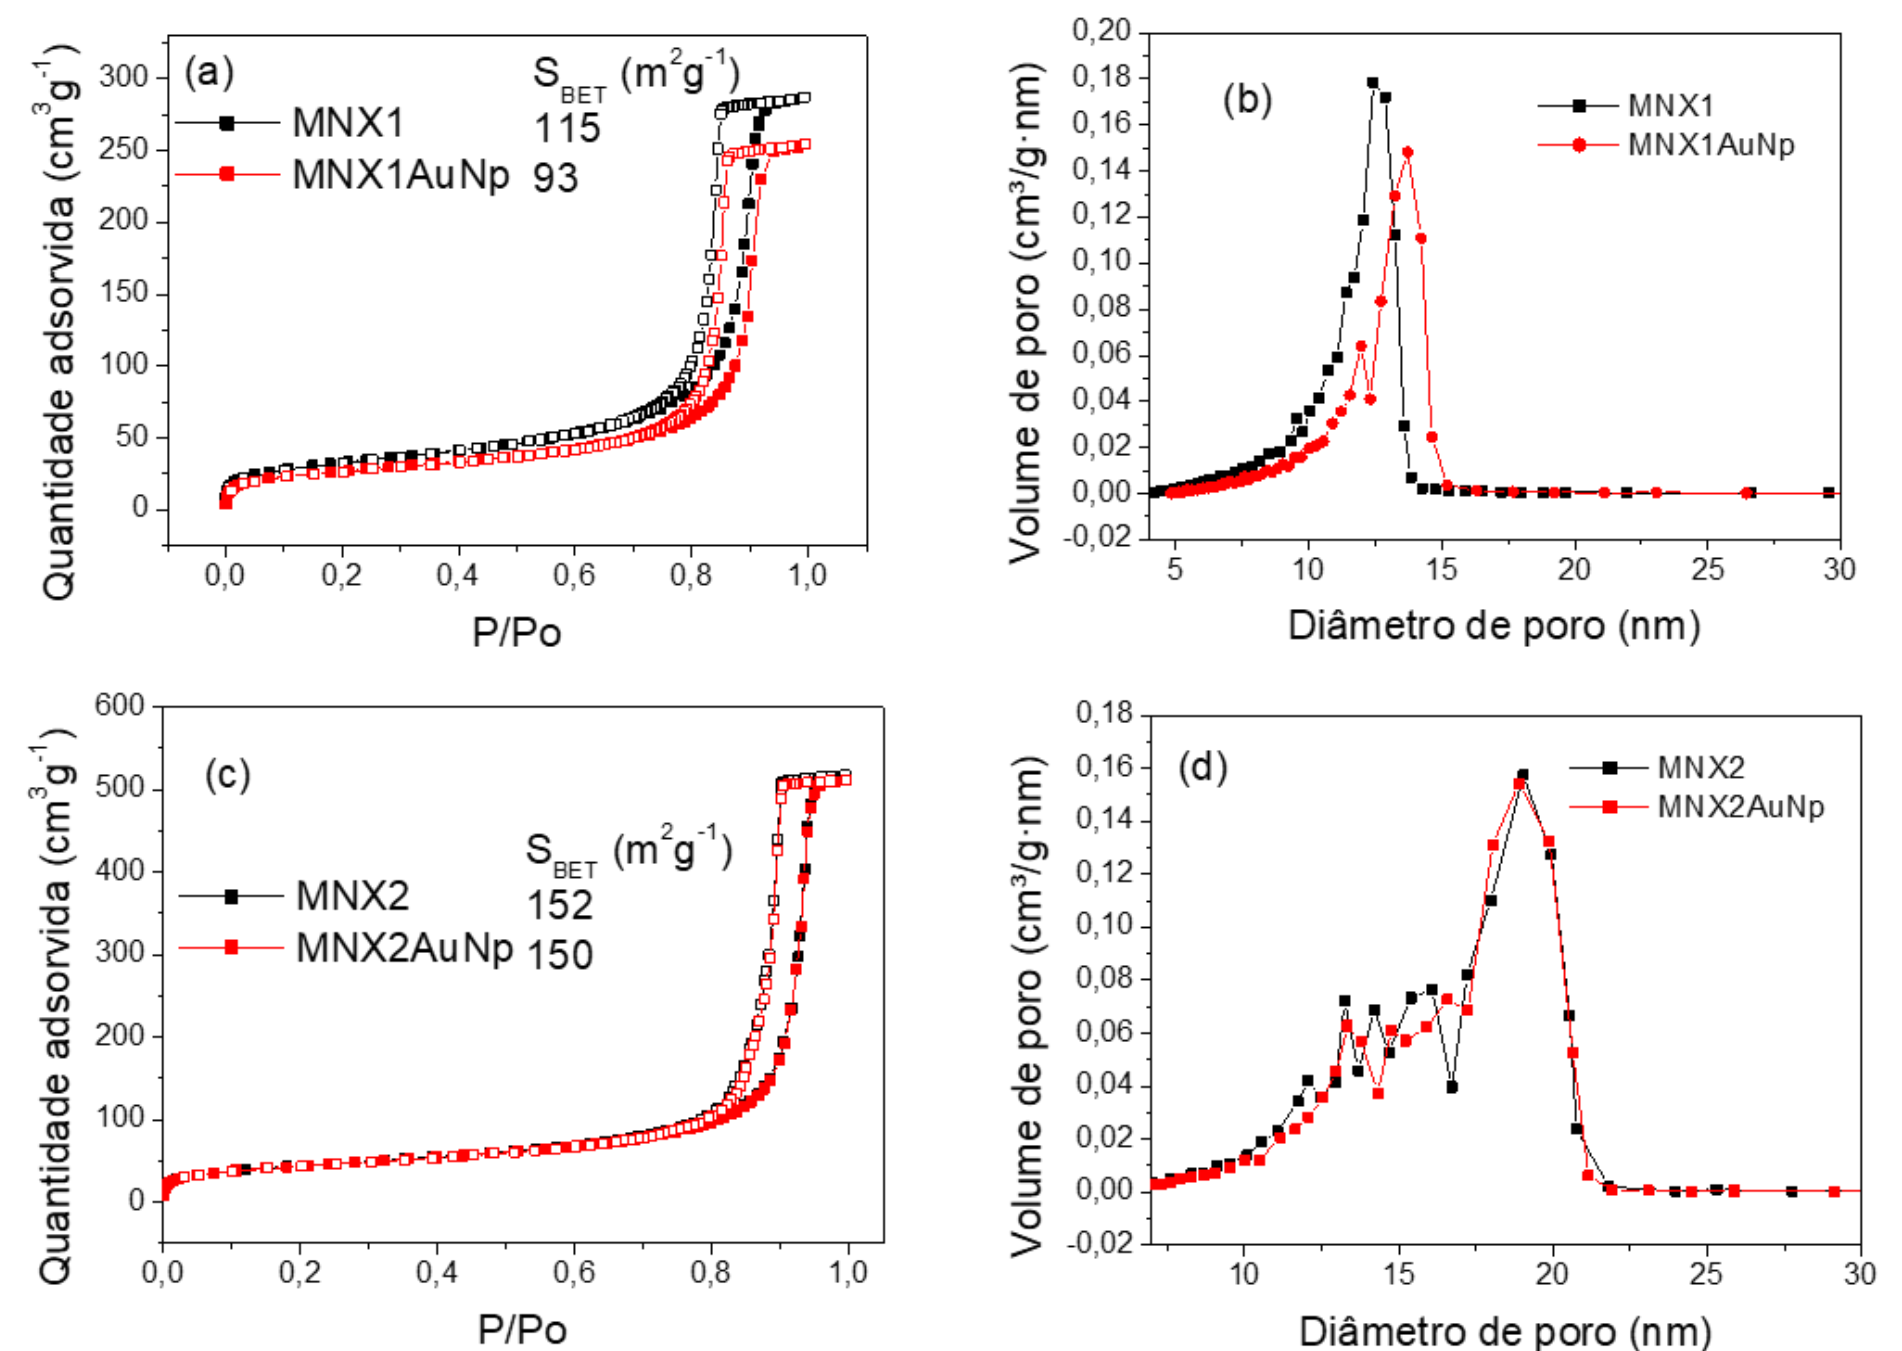 (a)
S_BET (m²g⁻¹)
MNX1 115
MNX1AuNp 93
Quantidade adsorvida (cm³g⁻¹)
300
250
200
150
100
50
0
0,0 0,2 0,4 0,6 0,8 1,0
P/Po
(b)
MNX1
MNX1AuNp
Volume de poro (cm³/g·nm)
0,20
0,18
0,16
0,14
0,12
0,10
0,08
0,06
0,04
0,02
0,00
-0,02
5 10 15 20 25 30
Diâmetro de poro (nm)
(c)
S_BET (m²g⁻¹)
MNX2 152
MNX2AuNp 150
Quantidade adsorvida (cm³g⁻¹)
600
500
400
300
200
100
0
0,0 0,2 0,4 0,6 0,8 1,0
P/Po
(d)
MNX2
MNX2AuNp
Volume de poro (cm³/g·nm)
0,18
0,16
0,14
0,12
0,10
0,08
0,06
0,04
0,02
0,00
-0,02
10 15 20 25 30
Diâmetro de poro (nm)